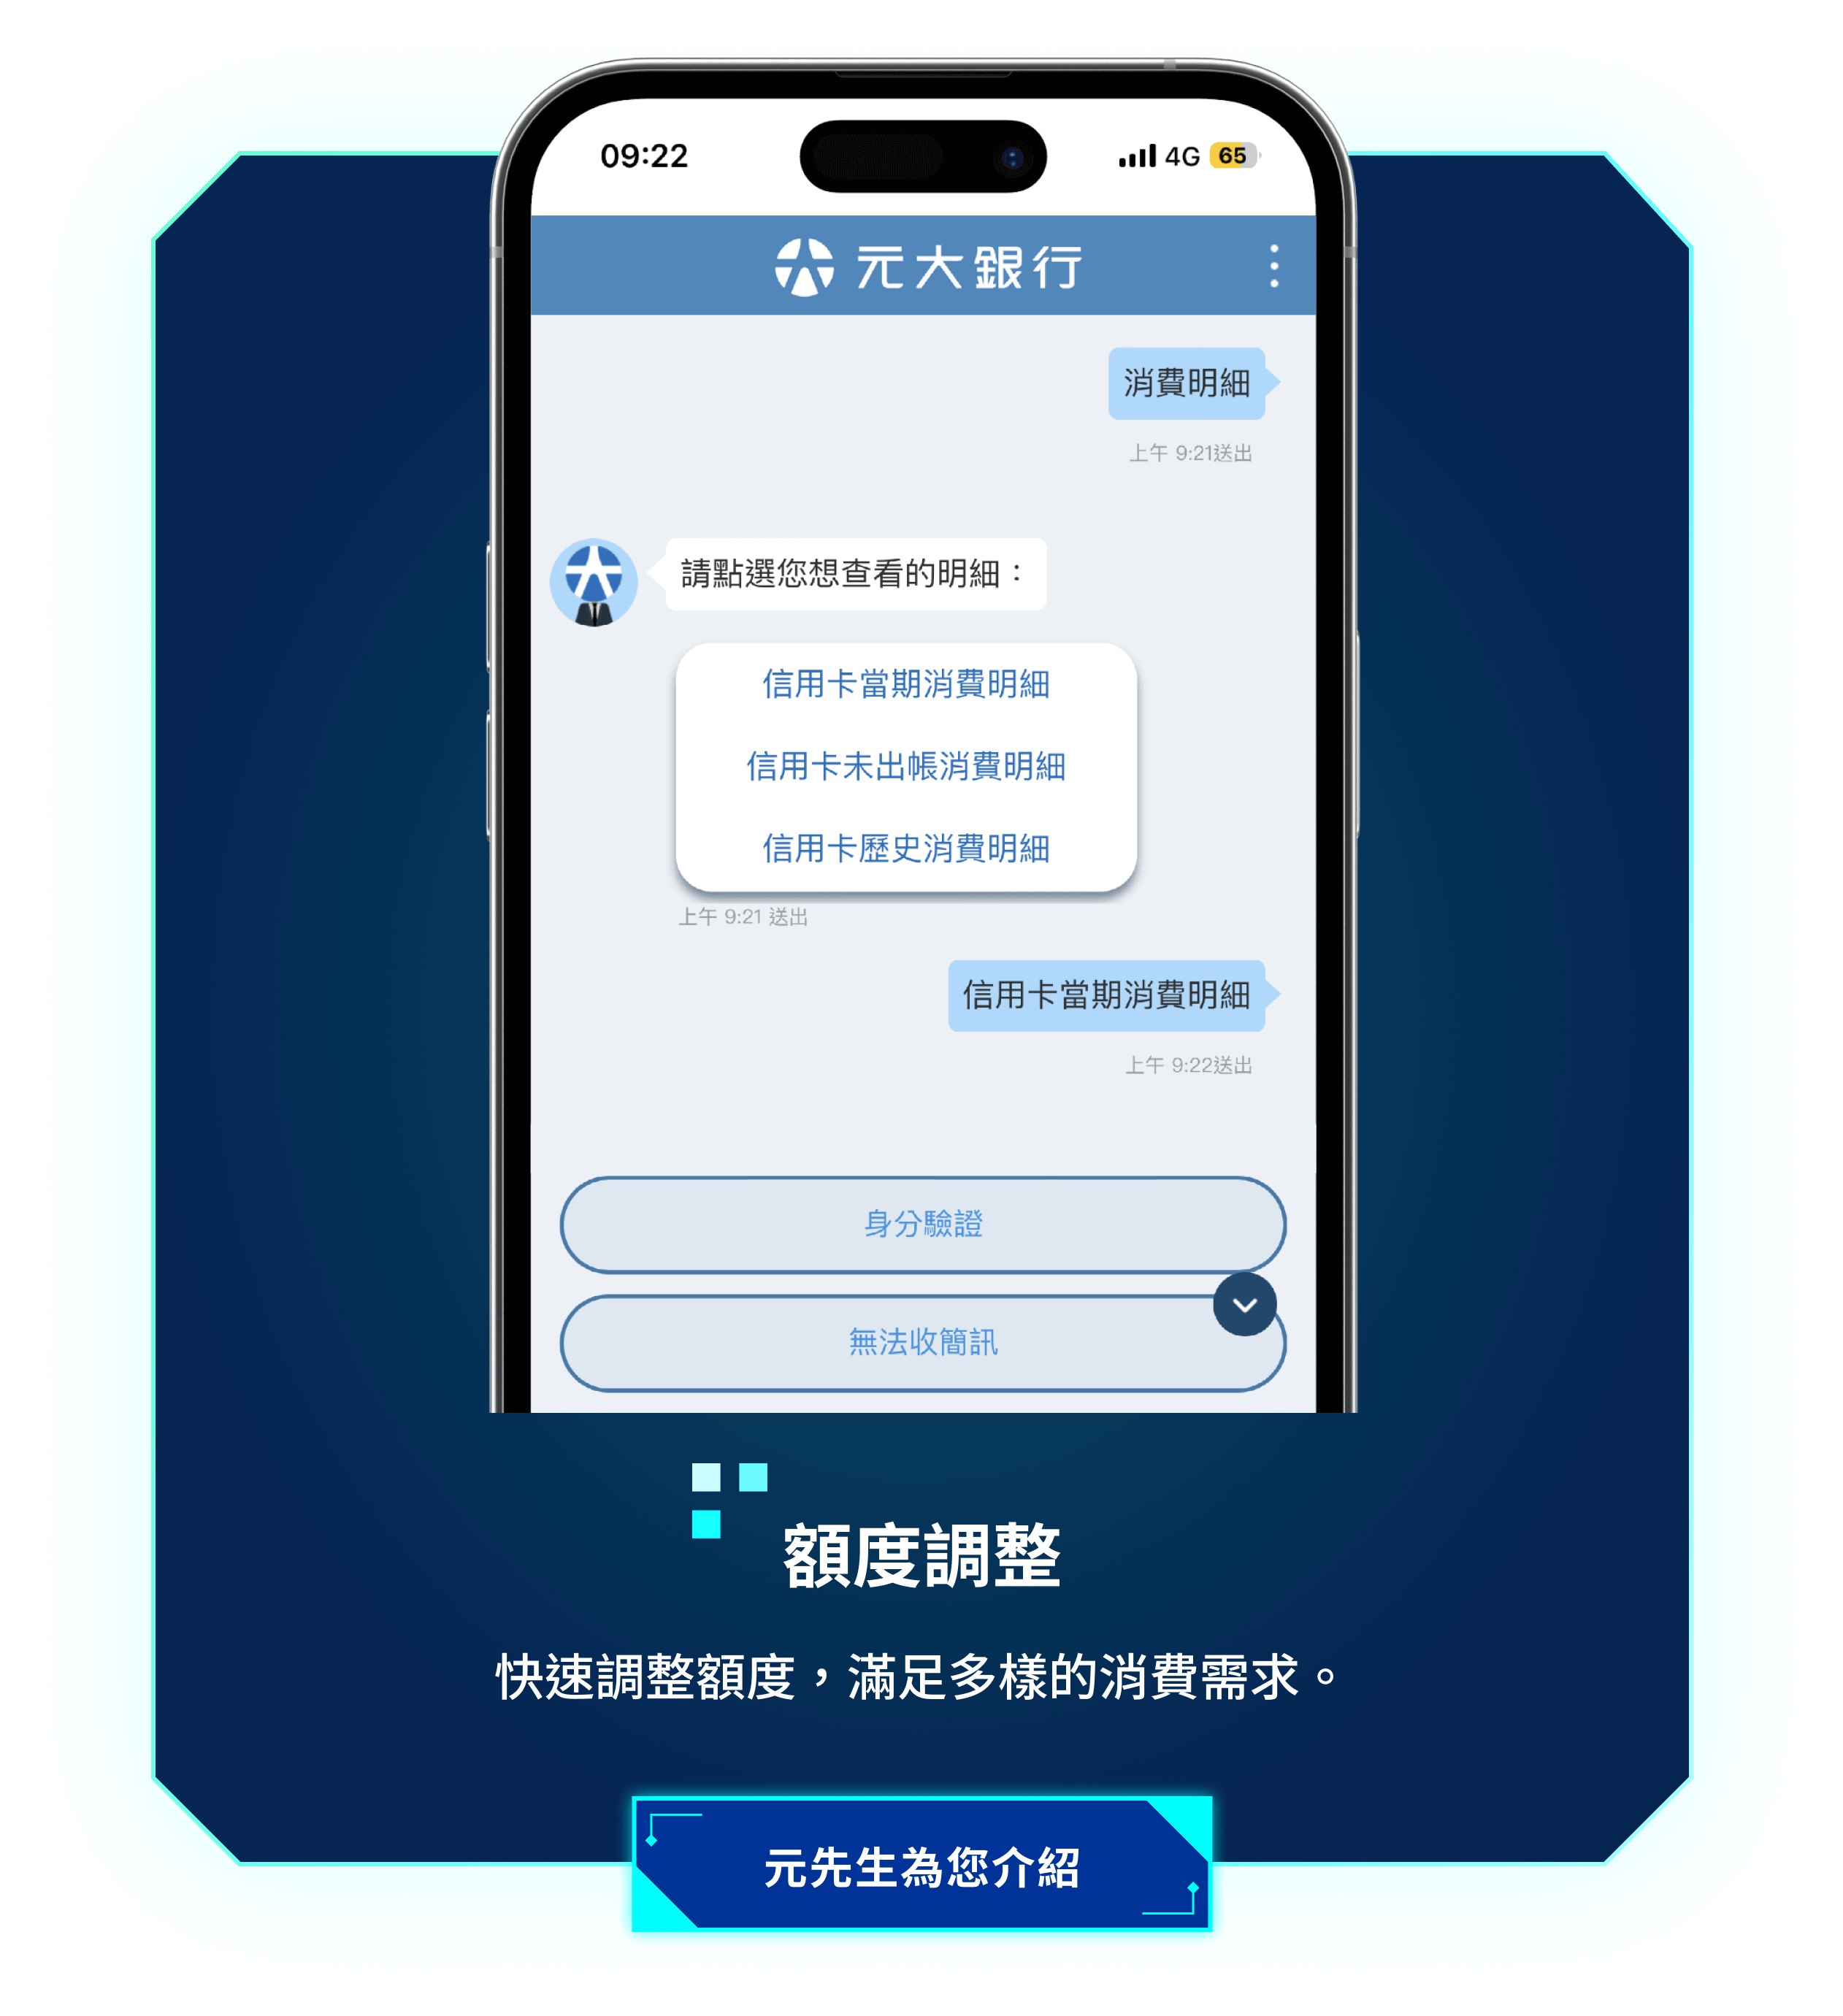 09:22
4G 65
元大銀行
消費明細
上午 9:21送出
請點選您想查看的明細：
信用卡當期消費明細
信用卡未出帳消費明細
信用卡歷史消費明細
上午 9:21 送出
信用卡當期消費明細
上午 9:22送出
身分驗證
無法收簡訊
額度調整
快速調整額度，滿足多樣的消費需求。
元先生為您介紹